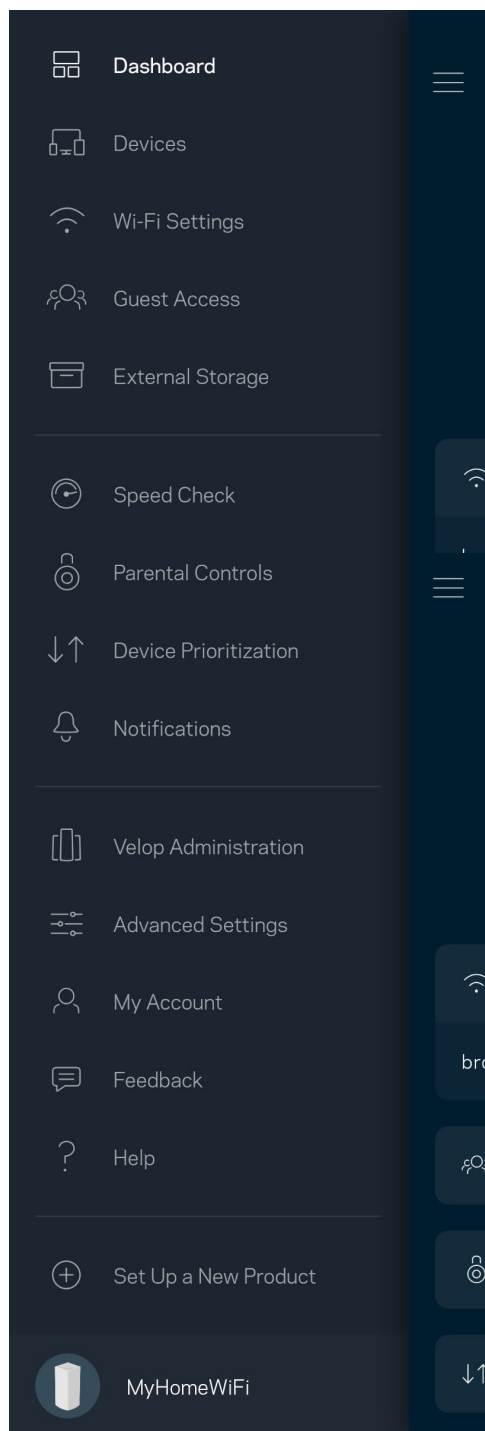 Dashboard
Devices
Wi-Fi Settings
Guest Access
External Storage
Speed Check
Parental Controls
Device Prioritization
Notifications
Velop Administration
Advanced Settings
My Account
Feedback
Help
Set Up a New Product
MyHomeWiFi